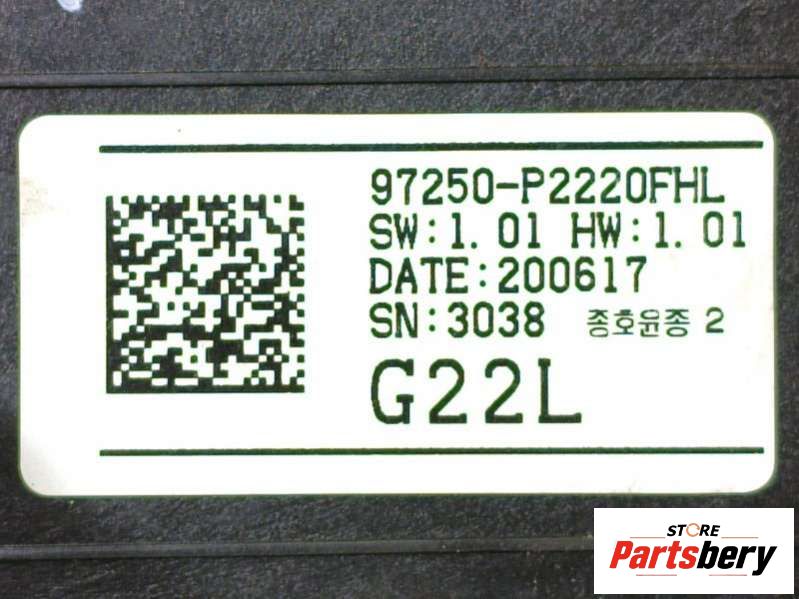 97250-P2220FHL
SW:1.01 HW:1.01
DATE:200617
SN:3038 종호윤종 2
G22L
STORE
Partsbery